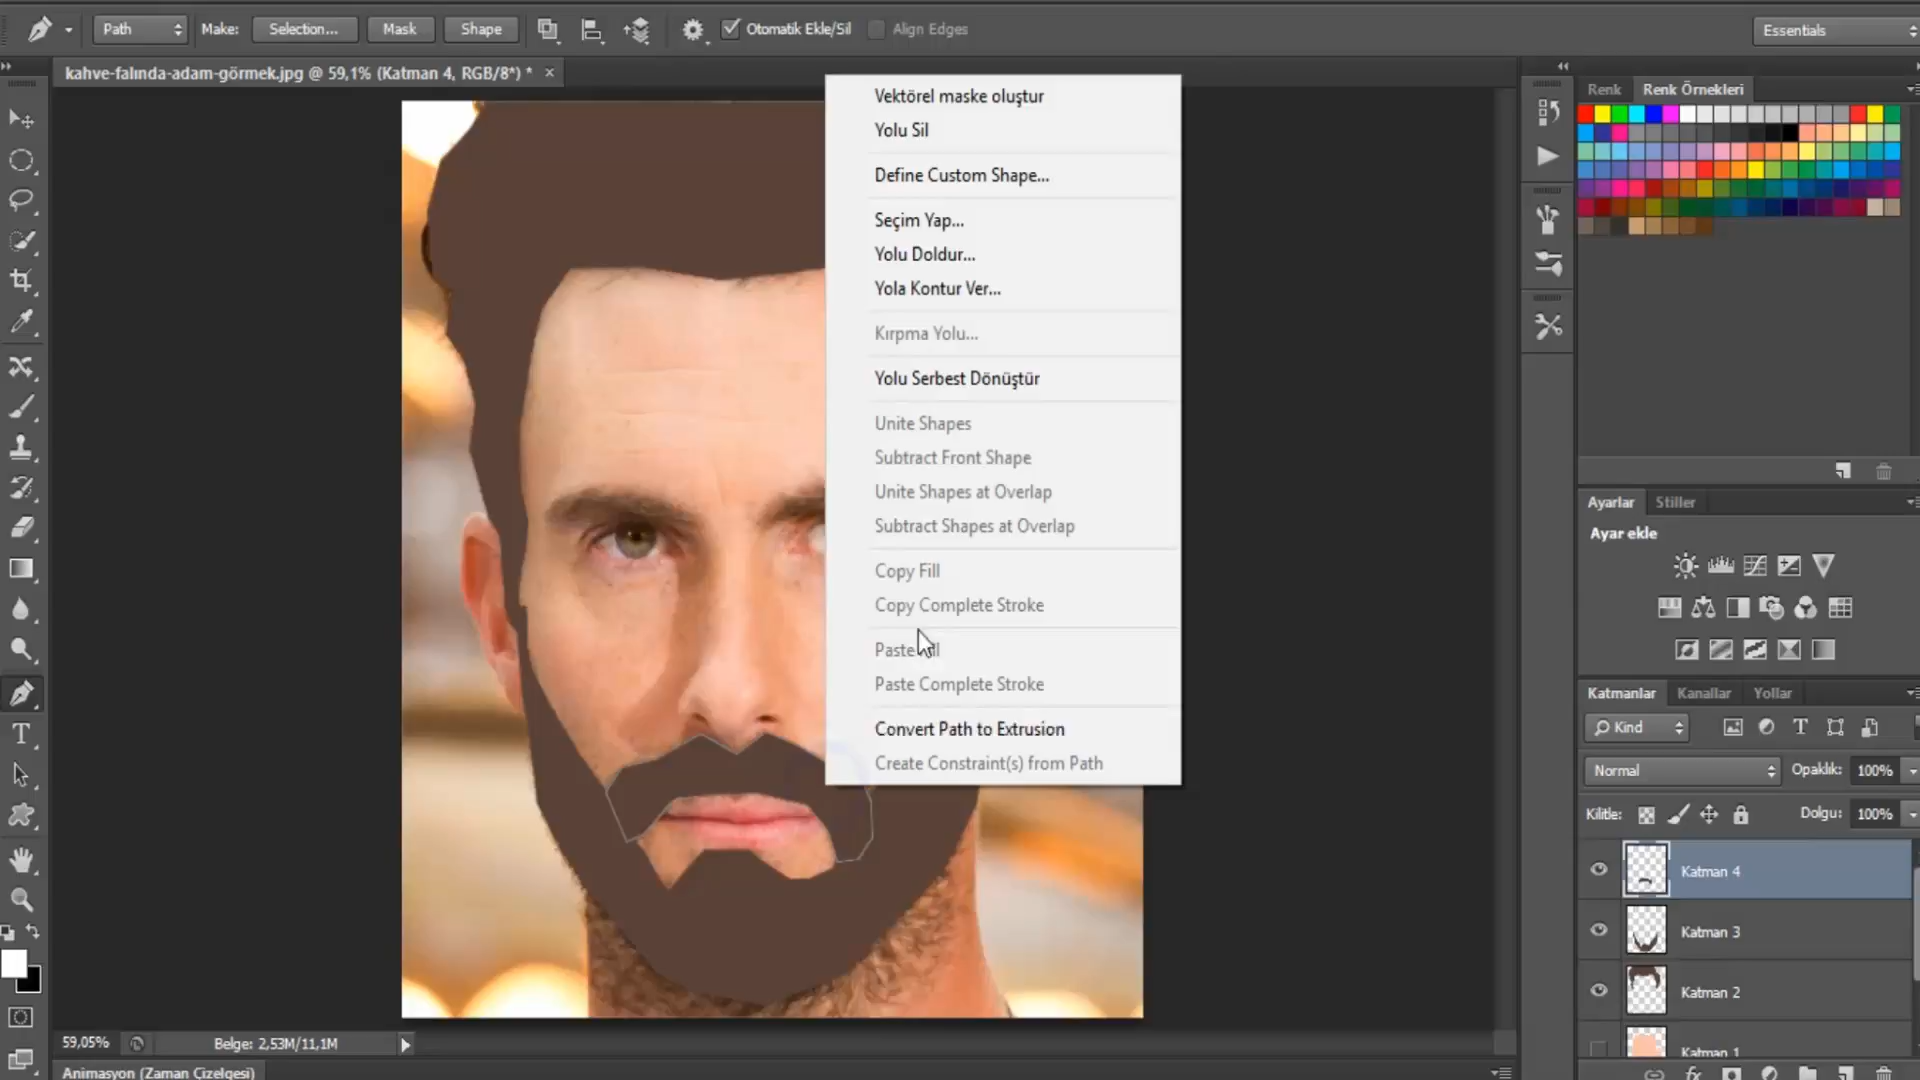 Path
Make:
Selection...
Mask
Shape
Otomatik Ekle/Sil
Align Edges
Essentials
kahve-falında-adam-görmek.jpg @ 59,1% (Katman 4, RGB/8*) *
Renk
Renk Örnekleri
Vektörel maske oluştur
Yolu Sil
Define Custom Shape...
Seçim Yap...
Yolu Doldur...
Yola Kontur Ver...
Kırpma Yolu...
Yolu Serbest Dönüştür
Unite Shapes
Subtract Front Shape
Unite Shapes at Overlap
Subtract Shapes at Overlap
Copy Fill
Copy Complete Stroke
Paste
Paste Complete Stroke
Convert Path to Extrusion
Create Constraint(s) from Path
Ayarlar
Stiller
Ayar ekle
Katmanlar
Kanallar
Yollar
Kind
Normal
Opaklık: 100%
Kilitle:
Dolgu: 100%
Katman 4
Katman 3
Katman 2
Katman 1
59,05%
Belge: 2,53M/11,1M
Animasyon (Zaman Çizelgesi)